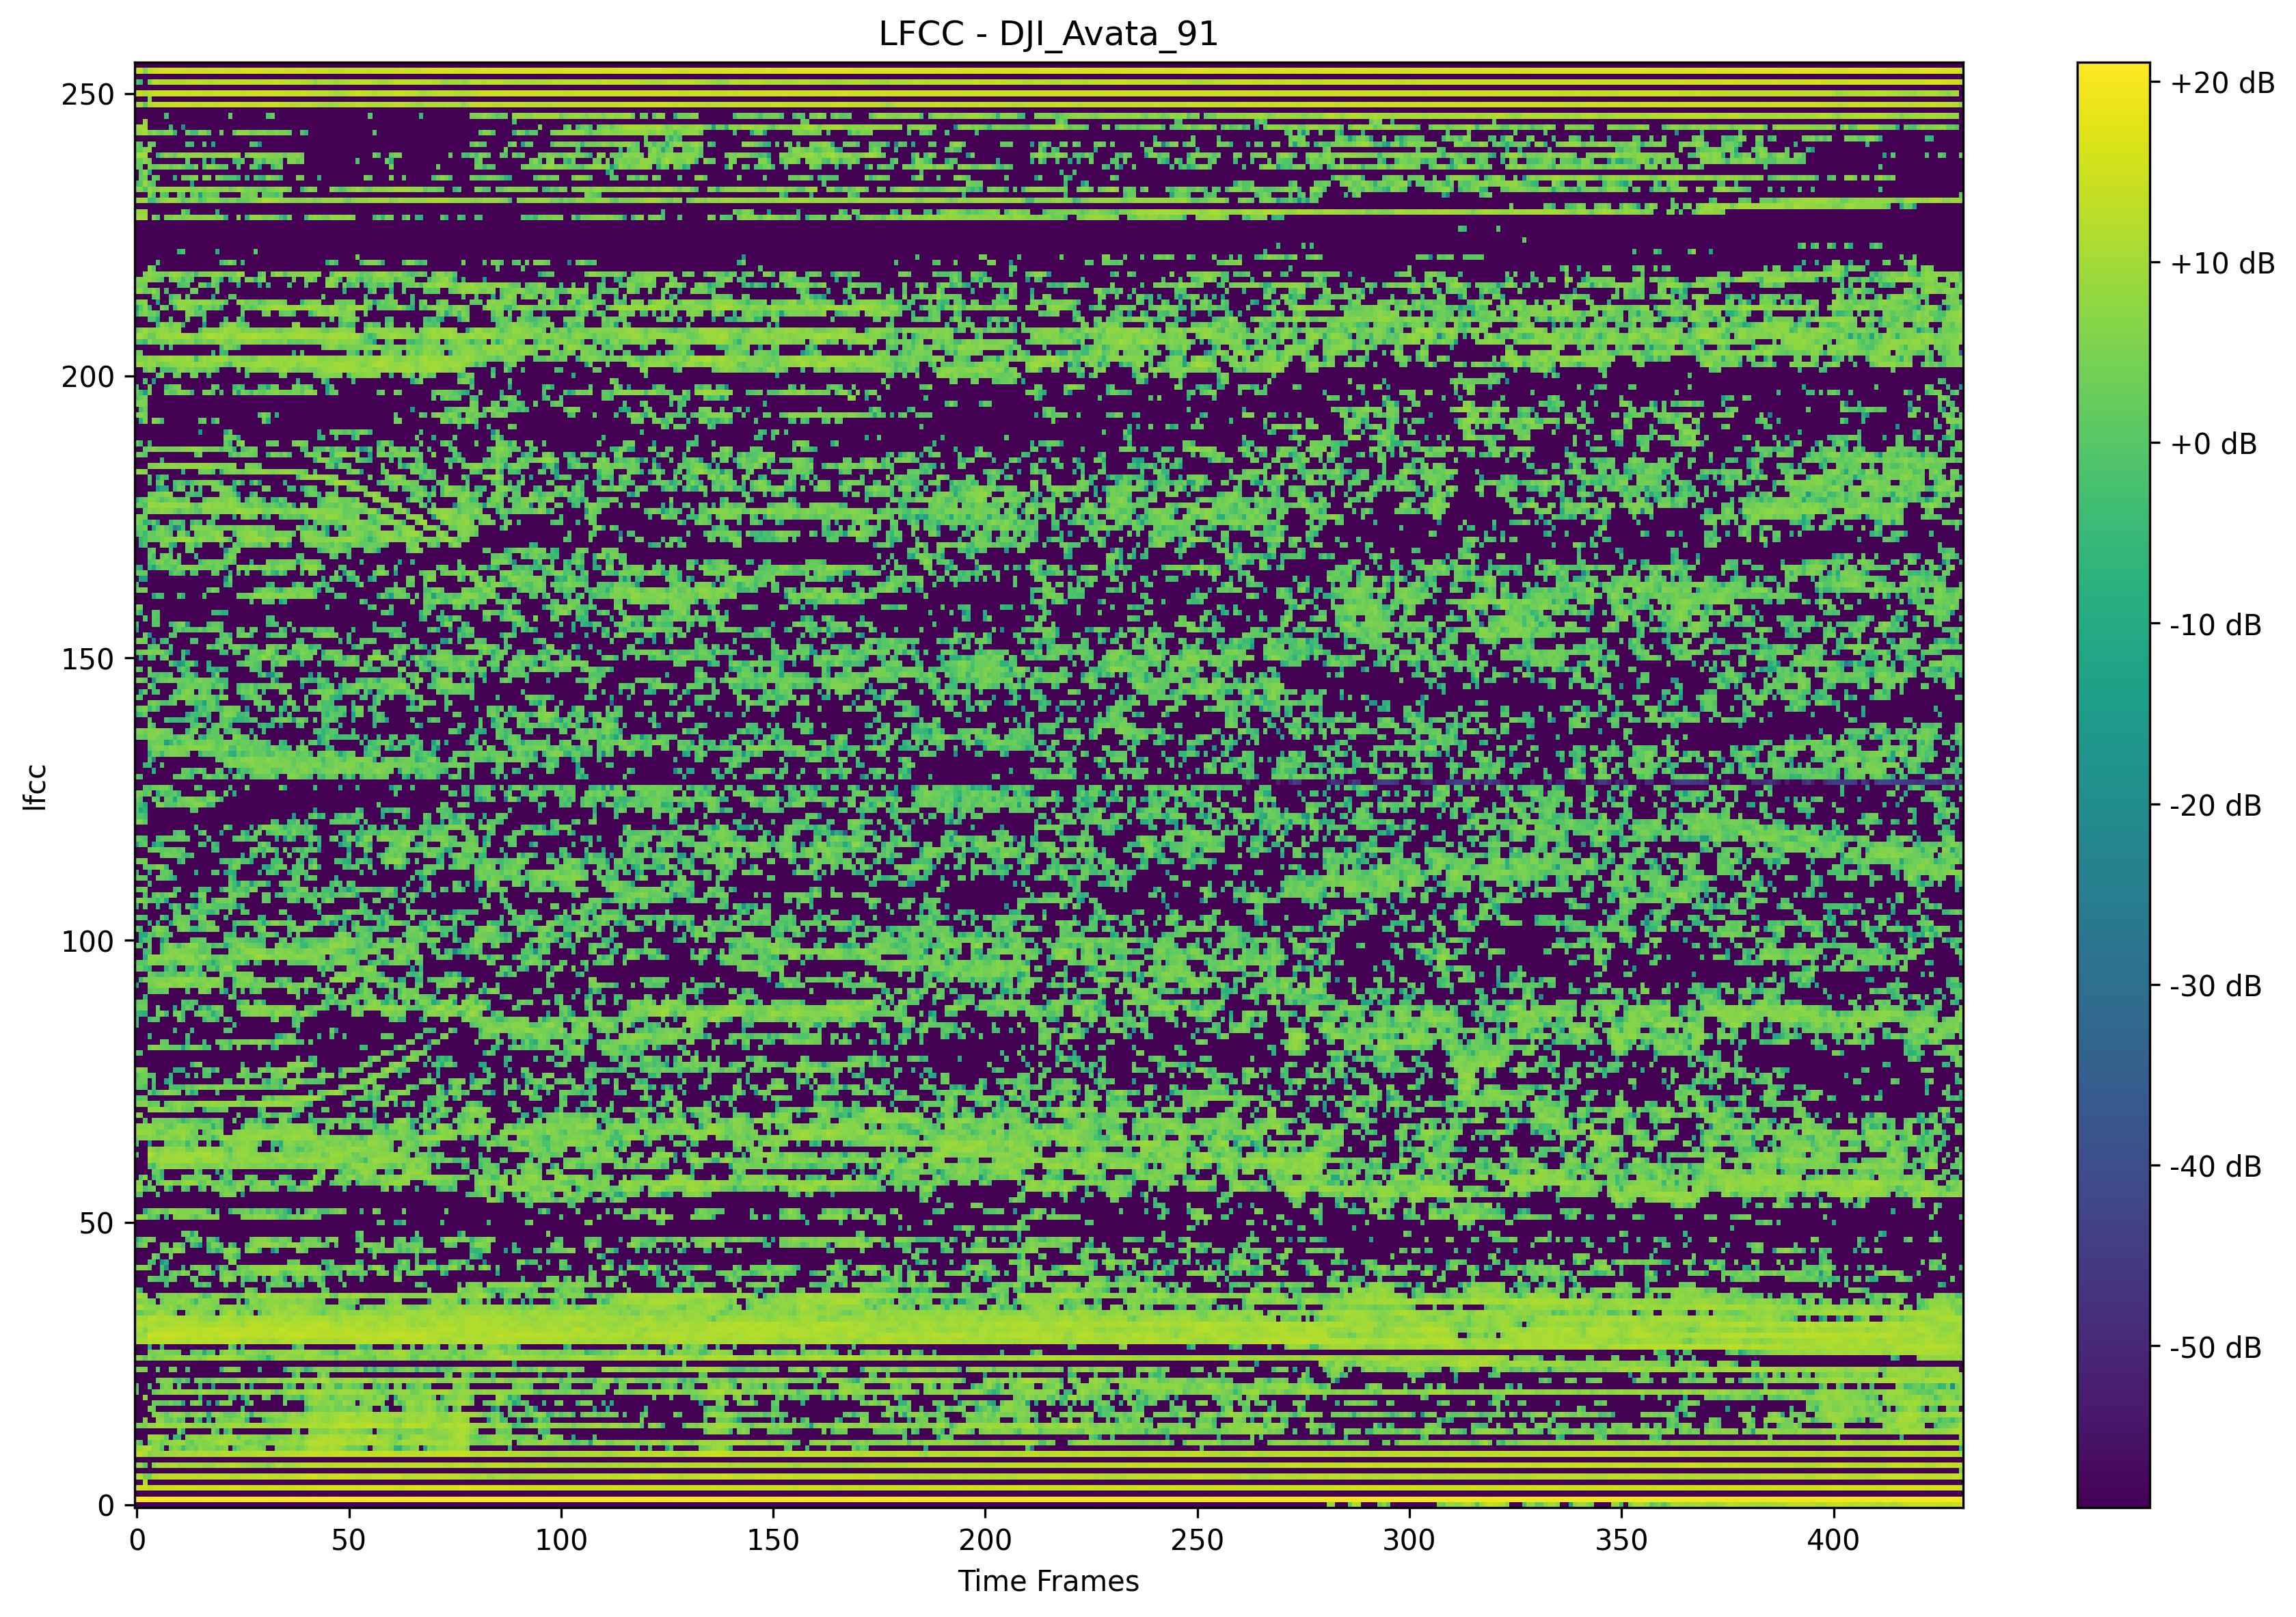 LFCC - DJI_Avata_91
250
200
150
100
50
0
lfcc
0 50 100 150 200 250 300 350 400
Time Frames
+20 dB
+10 dB
+0 dB
-10 dB
-20 dB
-30 dB
-40 dB
-50 dB